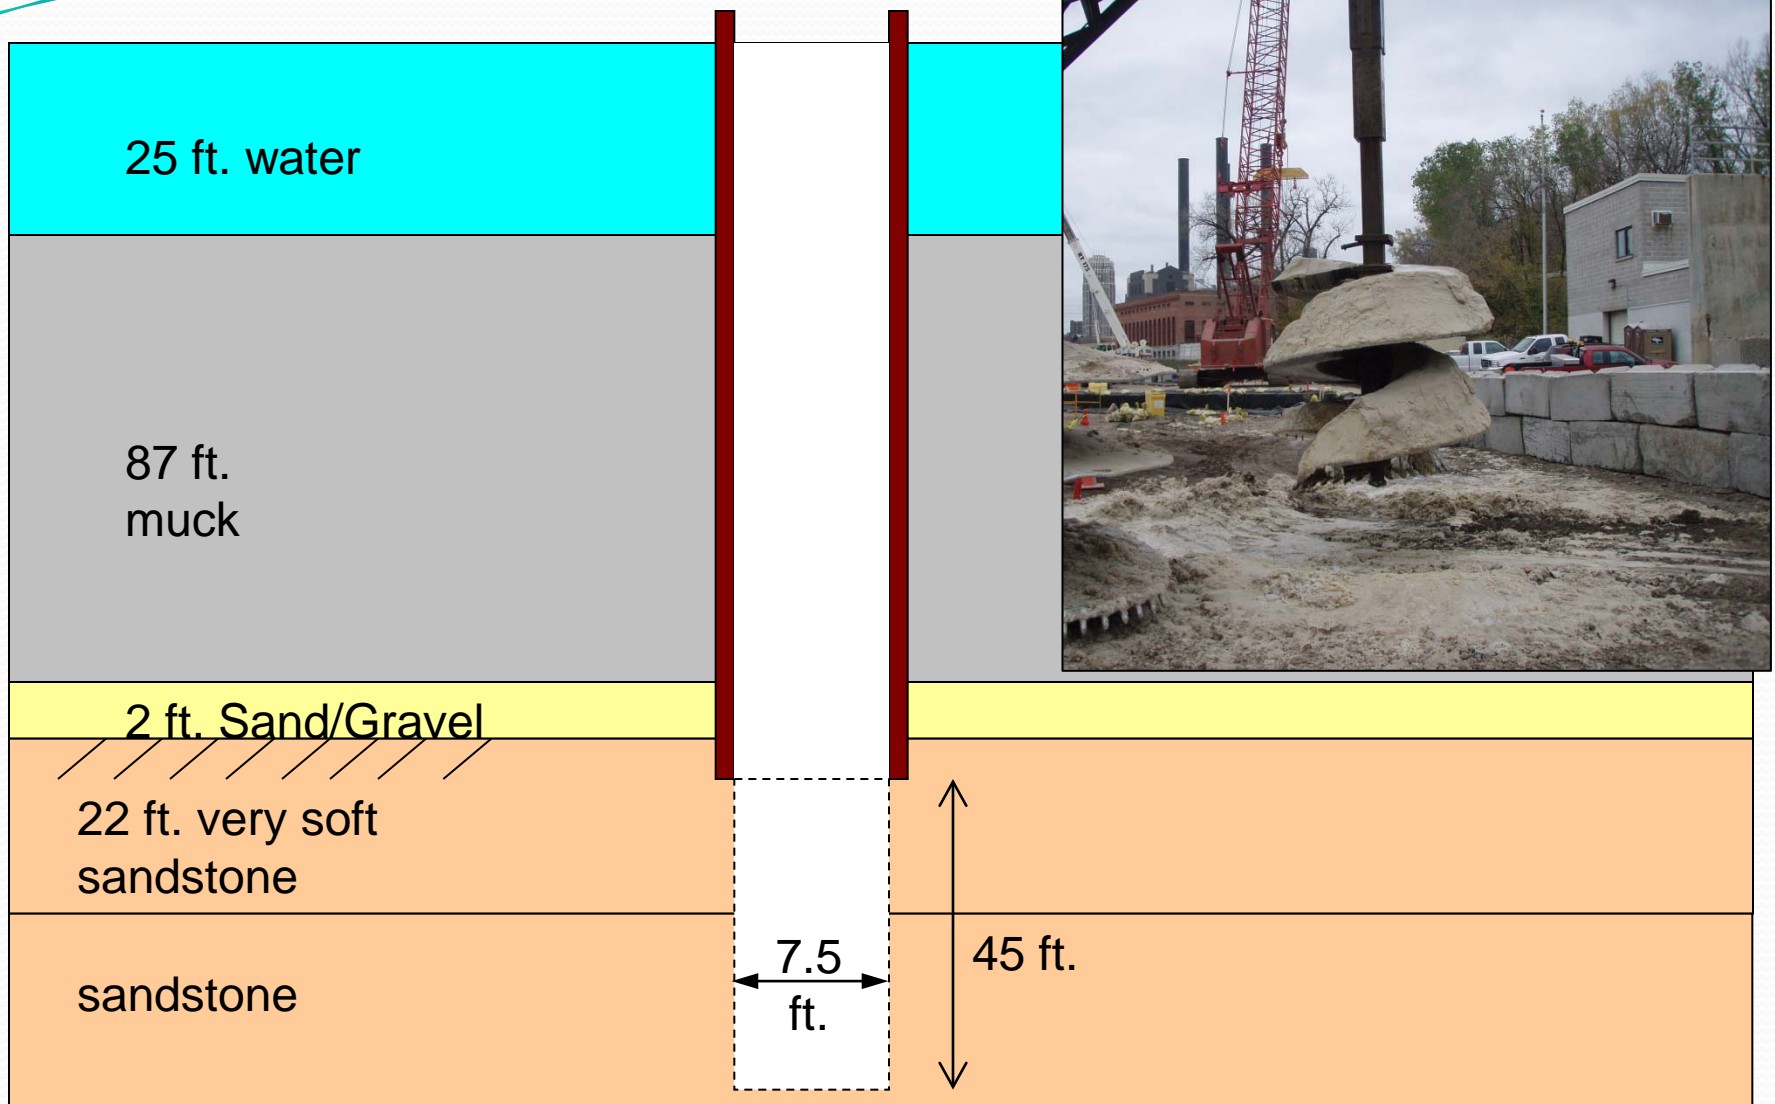 25 ft. water
87 ft.
muck
2 ft. Sand/Gravel
22 ft. very soft
sandstone
7.5
ft.
45 ft.
sandstone